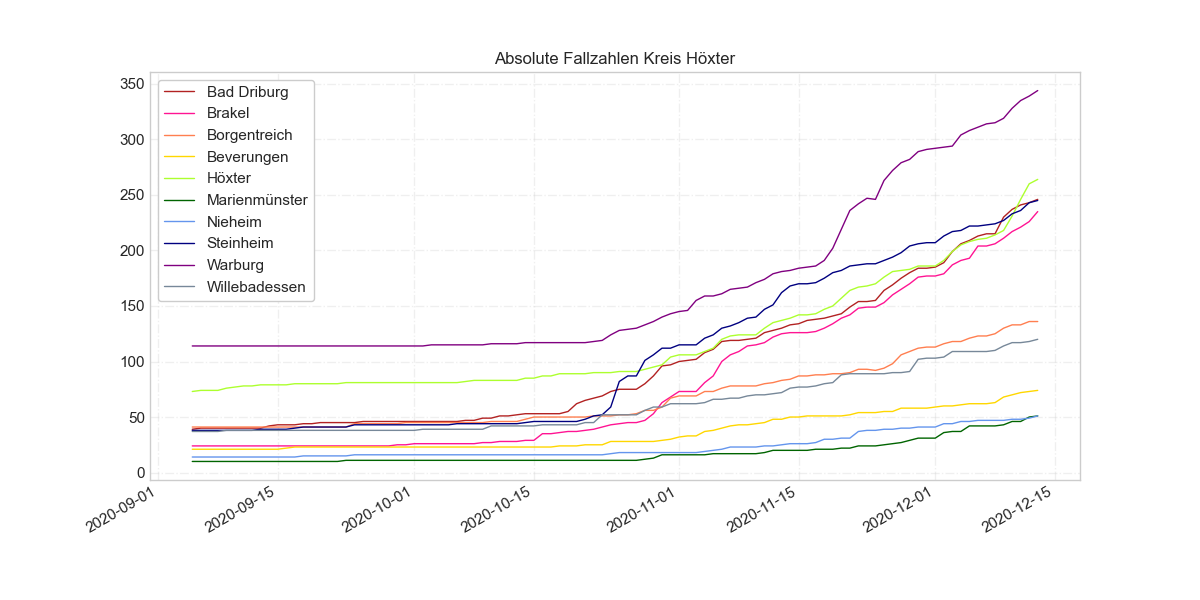 Absolute Fallzahlen Kreis Höxter
350
300
250
200
150
100
50
0
Bad Driburg
Brakel
Borgentreich
Beverungen
Höxter
Marienmünster
Nieheim
Steinheim
Warburg
Willebadessen
2020-09-01
2020-09-15
2020-10-01
2020-10-15
2020-11-01
2020-11-15
2020-12-01
2020-12-15